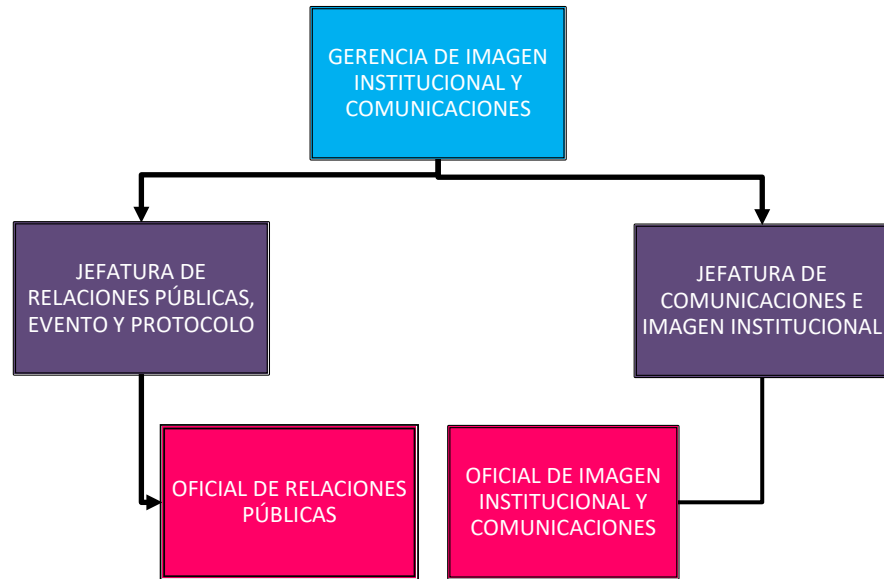 GERENCIA DE IMAGEN
INSTITUCIONAL Y
COMUNICACIONES
JEFATURA DE
RELACIONES PÚBLICAS,
EVENTO Y PROTOCOLO
JEFATURA DE
COMUNICACIONES E
IMAGEN INSTITUCIONAL
OFICIAL DE RELACIONES
PÚBLICAS
OFICIAL DE IMAGEN
INSTITUCIONAL Y
COMUNICACIONES